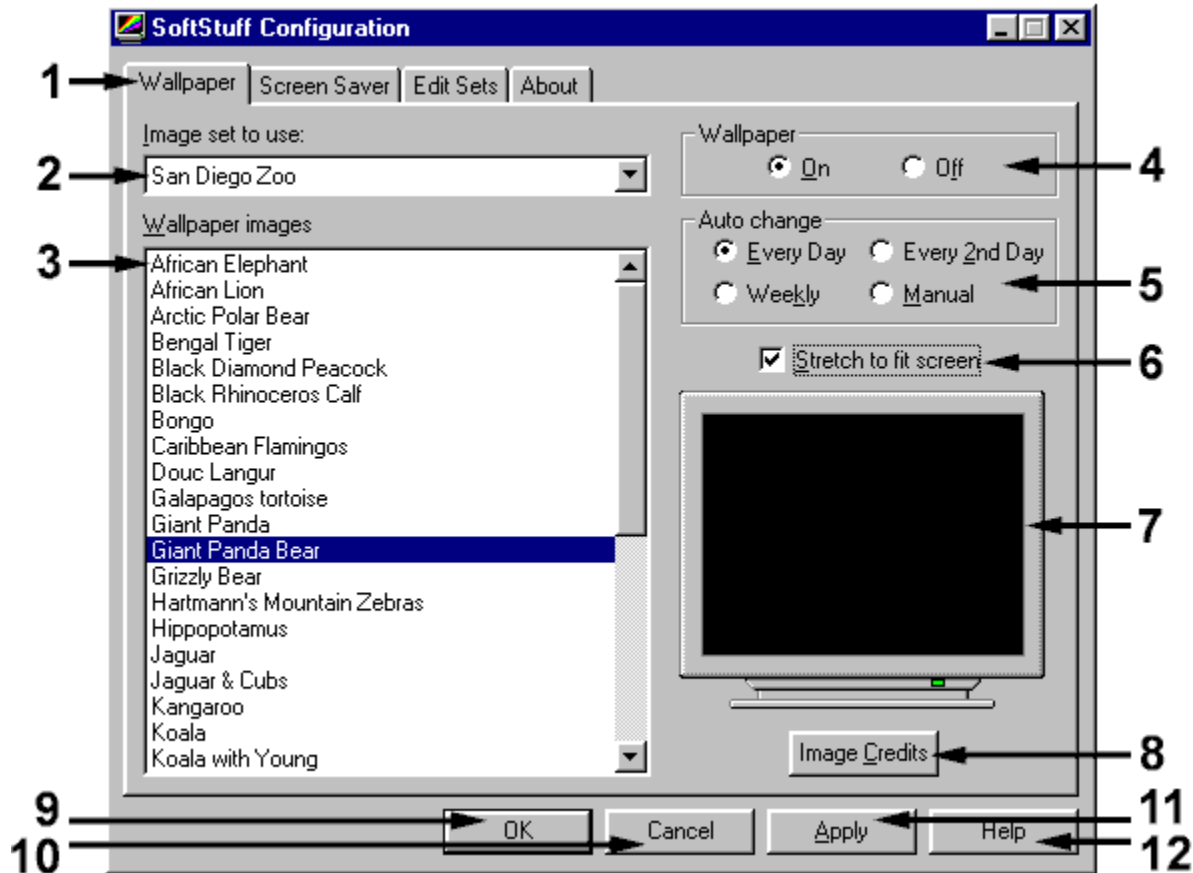 SoftStuff Configuration
1
Wallpaper
Screen Saver
Edit Sets
About
Image set to use:
2
San Diego Zoo
Wallpaper
On
Off
4
Wallpaper images
3
African Elephant
African Lion
Arctic Polar Bear
Bengal Tiger
Black Diamond Peacock
Black Rhinoceros Calf
Bongo
Caribbean Flamingos
Douc Langur
Galapagos tortoise
Giant Panda
Giant Panda Bear
Grizzly Bear
Hartmann's Mountain Zebras
Hippopotamus
Jaguar
Jaguar & Cubs
Kangaroo
Koala
Koala with Young
Auto change
Every Day
Every 2nd Day
Weekly
Manual
5
Stretch to fit screen
6
7
Image Credits
8
9
10
OK
Cancel
Apply
Help
11
12